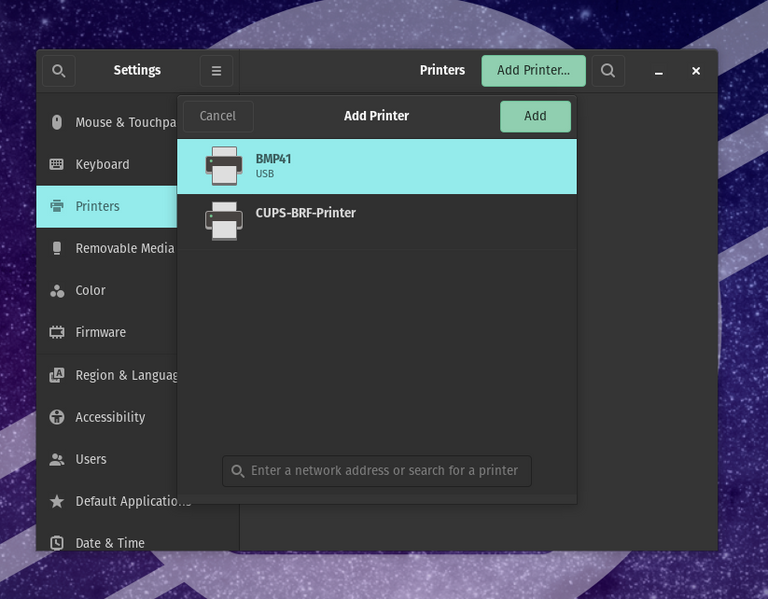 Settings
Printers
Add Printer...
Cancel
Add Printer
Add
Mouse & Touchpa
Keyboard
Printers
Removable Media
Color
Firmware
Region & Languag
Accessibility
Users
Default Applications
Date & Time
BMP41
USB
CUPS-BRF-Printer
Enter a network address or search for a printer